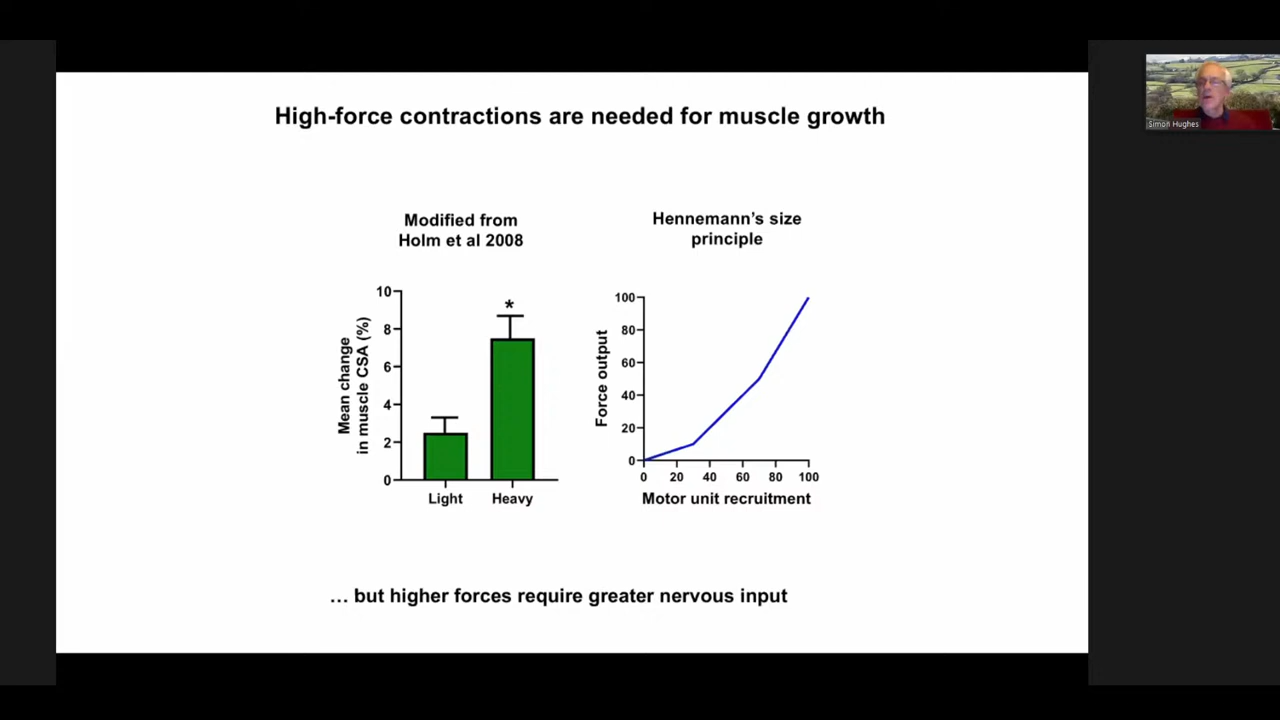 High-force contractions are needed for muscle growth
Modified from
Holm et al 2008
Mean change
in muscle CSA (%)
10
8
6
4
2
0
*
Light
Heavy
Hennemann’s size
principle
Force output
100
80
60
40
20
0
0 20 40 60 80 100
Motor unit recruitment
… but higher forces require greater nervous input
Simon Hughes